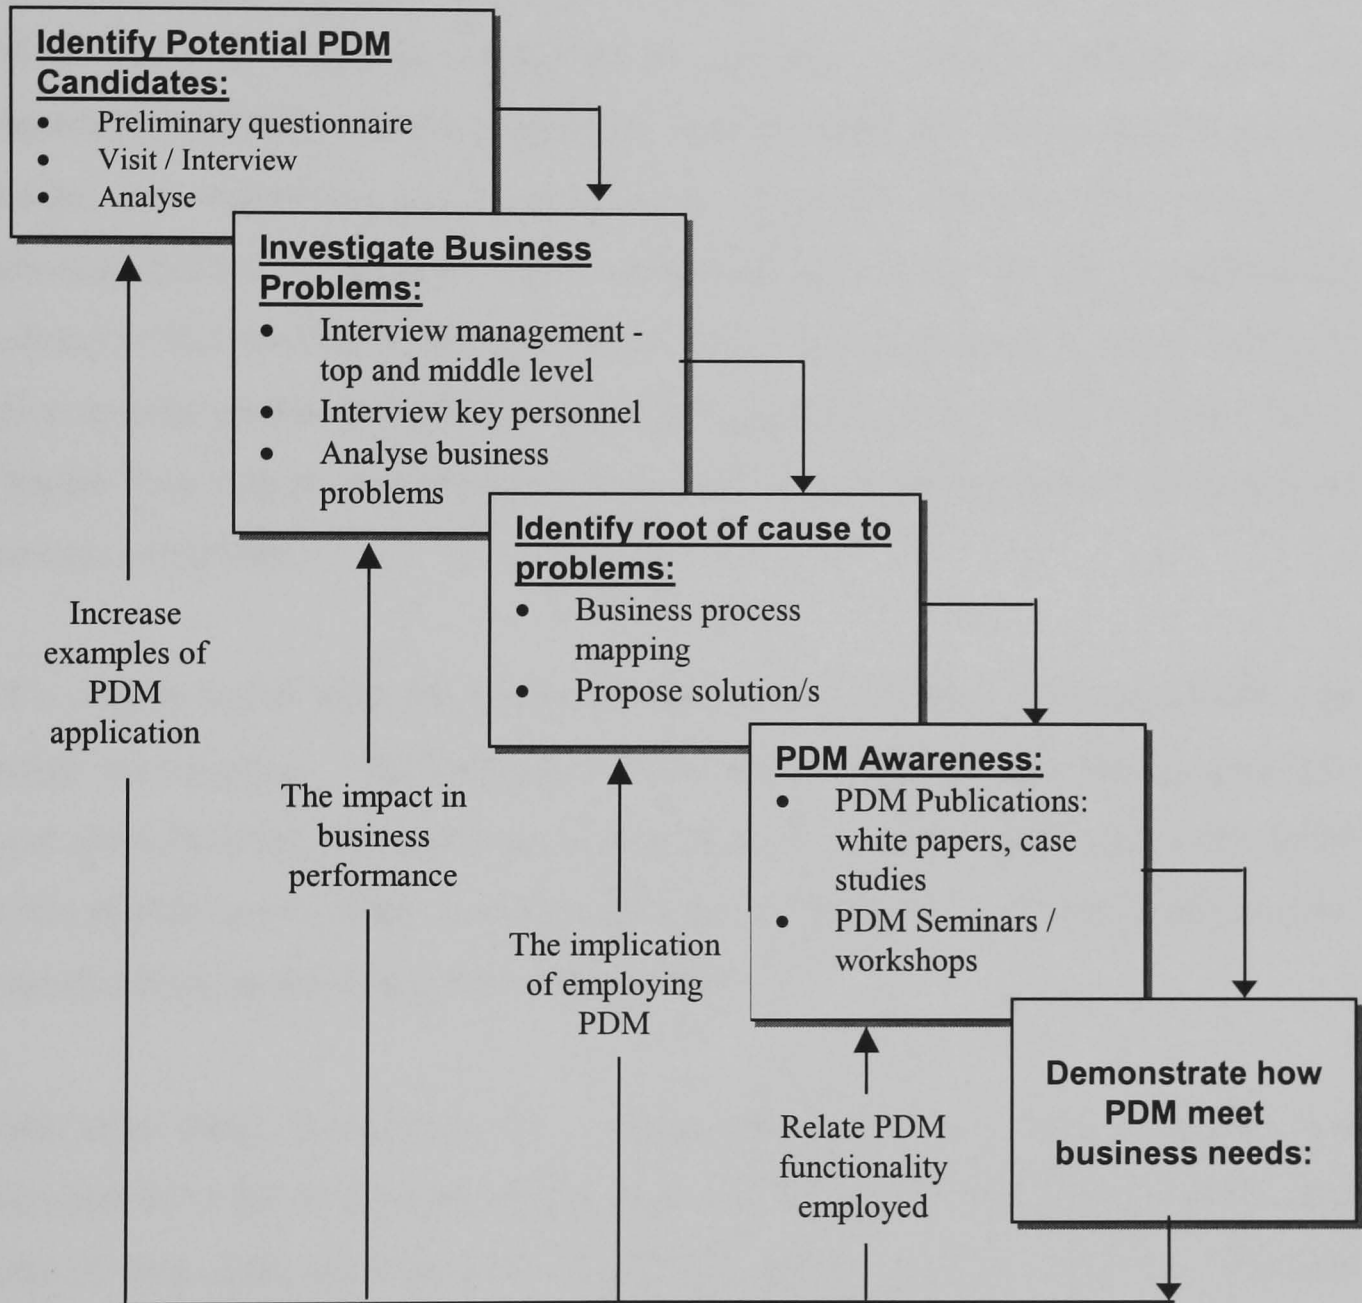 Identify Potential PDM
Candidates:
• Preliminary questionnaire
• Visit / Interview
• Analyse
Investigate Business
Problems:
• Interview management -
top and middle level
• Interview key personnel
• Analyse business
problems
Identify root of cause to
problems:
• Business process
mapping
• Propose solution/s
PDM Awareness:
• PDM Publications:
white papers, case
studies
• PDM Seminars /
workshops
Demonstrate how
PDM meet
business needs:
Increase
examples of
PDM
application
The impact in
business
performance
The implication
of employing
PDM
Relate PDM
functionality
employed